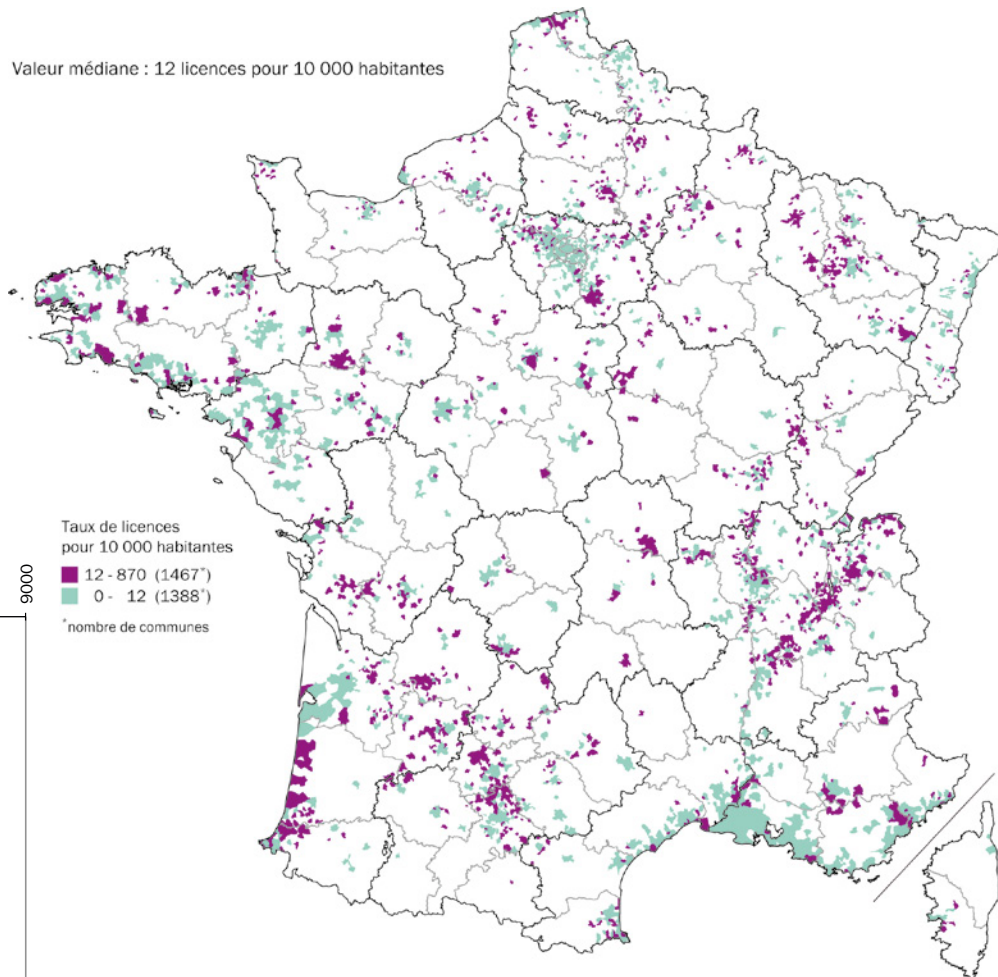 Valeur médiane : 12 licences pour 10 000 habitantes
Taux de licences
pour 10 000 habitantes
12 - 870 (1467*)
0 - 12 (1388*)
*nombre de communes
9000